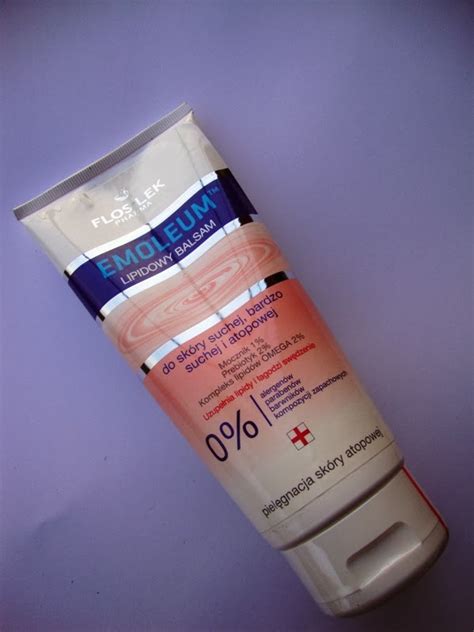 FLOSLEK
PHARMA
EMOLEUM™
LIPIDOWY BALSAM
do skóry suchej, bardzo
suchej i atopowej
Mocznik 1%
Prebiotyk 2%
Kompleks lipidów OMEGA 2%
Uzupełnia lipidy i łagodzi swędzenie
0%
alergenów
parabenów
barwników
kompozycji zapachowych
pielęgnacja skóry atopowej